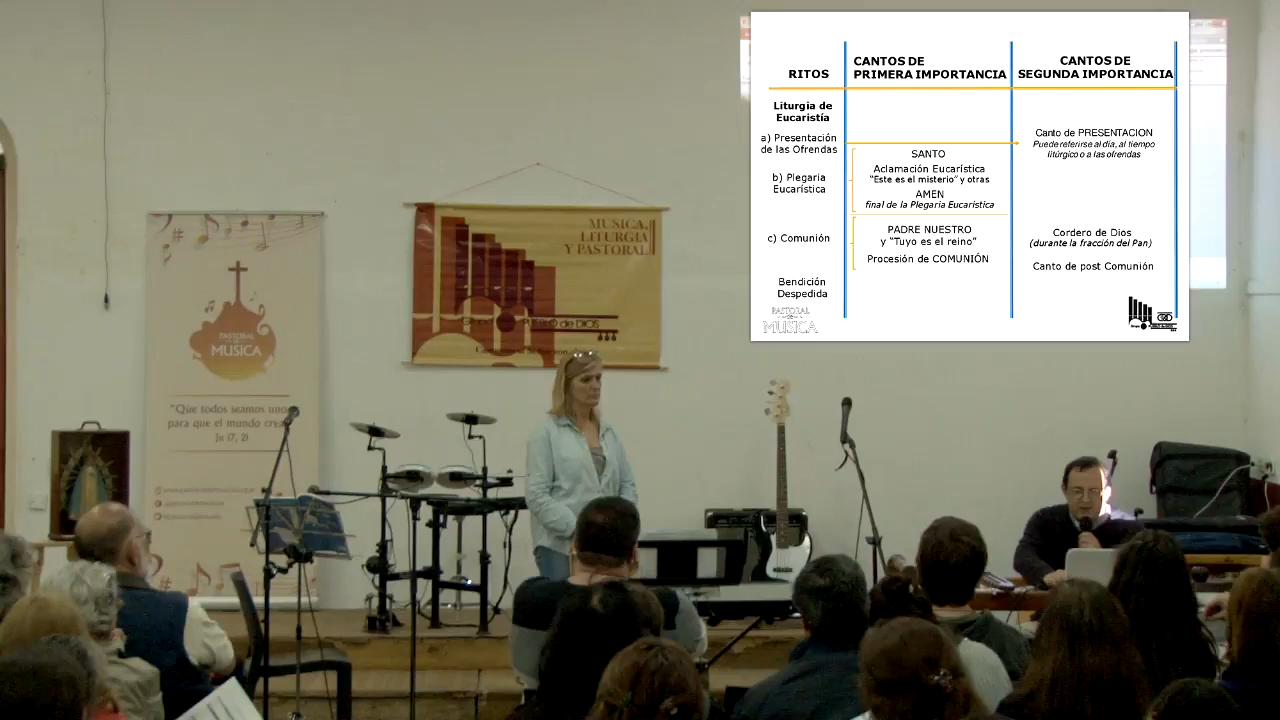 RITOS
CANTOS DE
PRIMERA IMPORTANCIA
CANTOS DE
SEGUNDA IMPORTANCIA
Liturgia de
Eucaristía
a) Presentación
de las Ofrendas
Canto de PRESENTACION
Puede referirse al día, al tiempo
litúrgico o a las ofrendas
b) Plegaria
Eucarística
SANTO
Aclamación Eucarística
"Este es el misterio" y otras
AMEN
final de la Plegaria Eucarística
c) Comunión
PADRE NUESTRO
y "Tuyo es el reino"
Procesión de COMUNIÓN
Cordero de Dios
(durante la fracción del Pan)
Canto de post Comunión
Bendición
Despedida
PASTORAL
MUSICA
MUSICA,
LITURGIA
Y PASTORAL
PUEBLO de DIOS
PASTORAL
MUSICA
"Que todos seamos uno
para que el mundo crea
Jn 17, 21